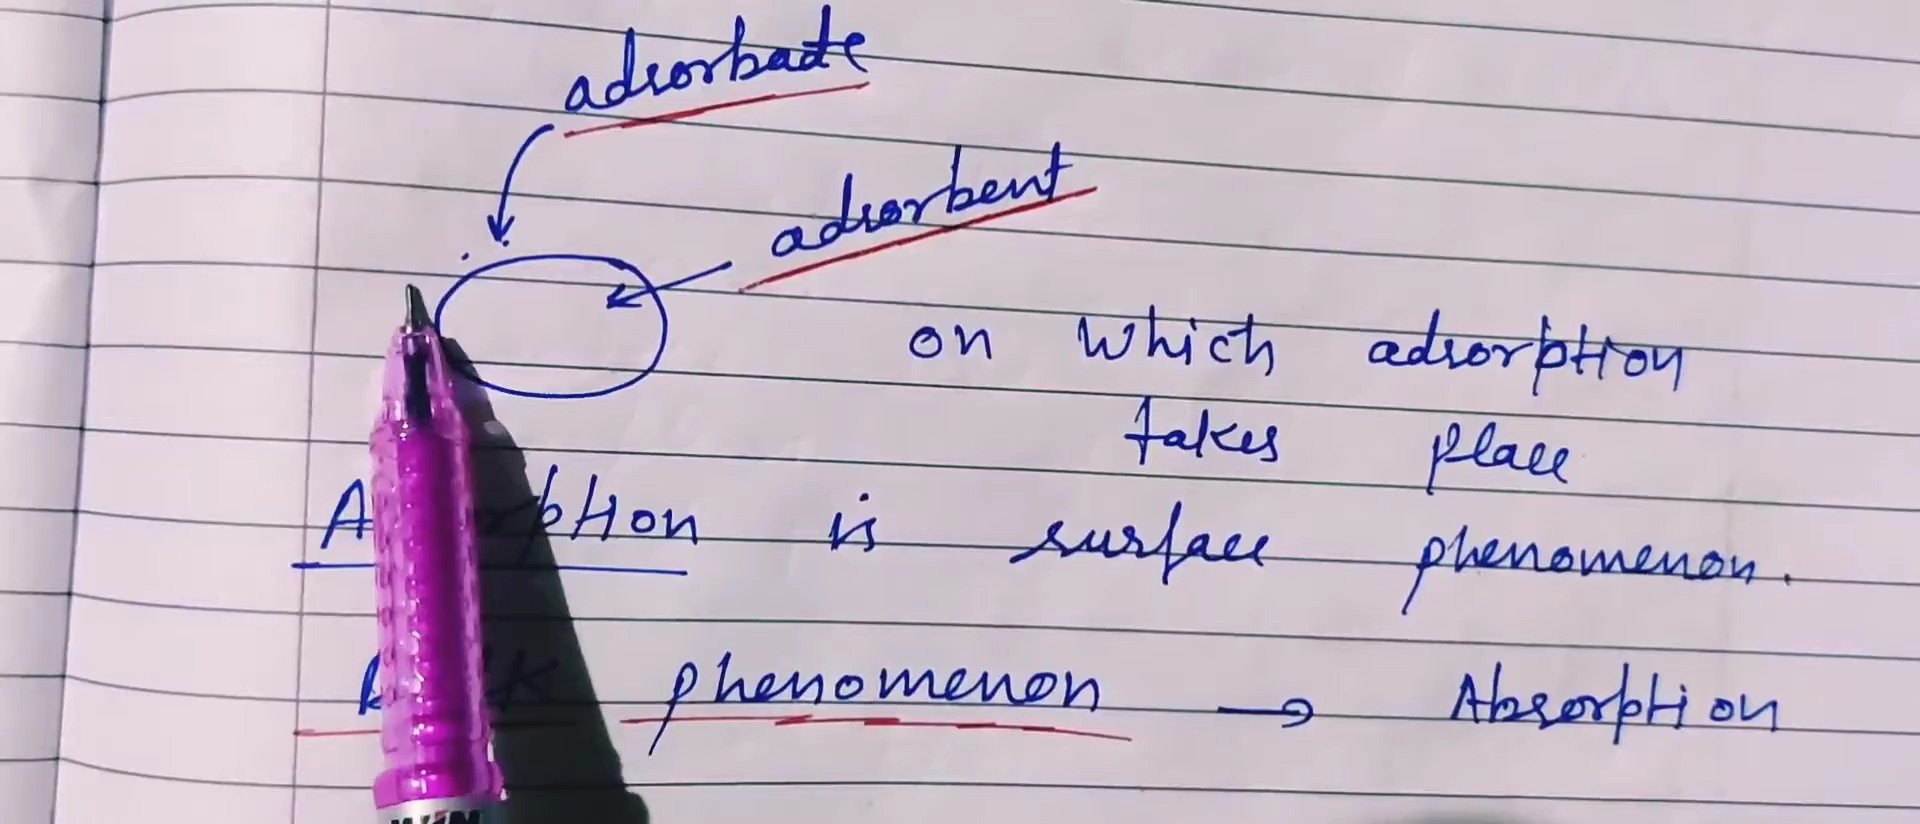 adsorbate
adsorbent
on which adsorption
takes place
is surface phenomenon.
phenomenon → Absorption